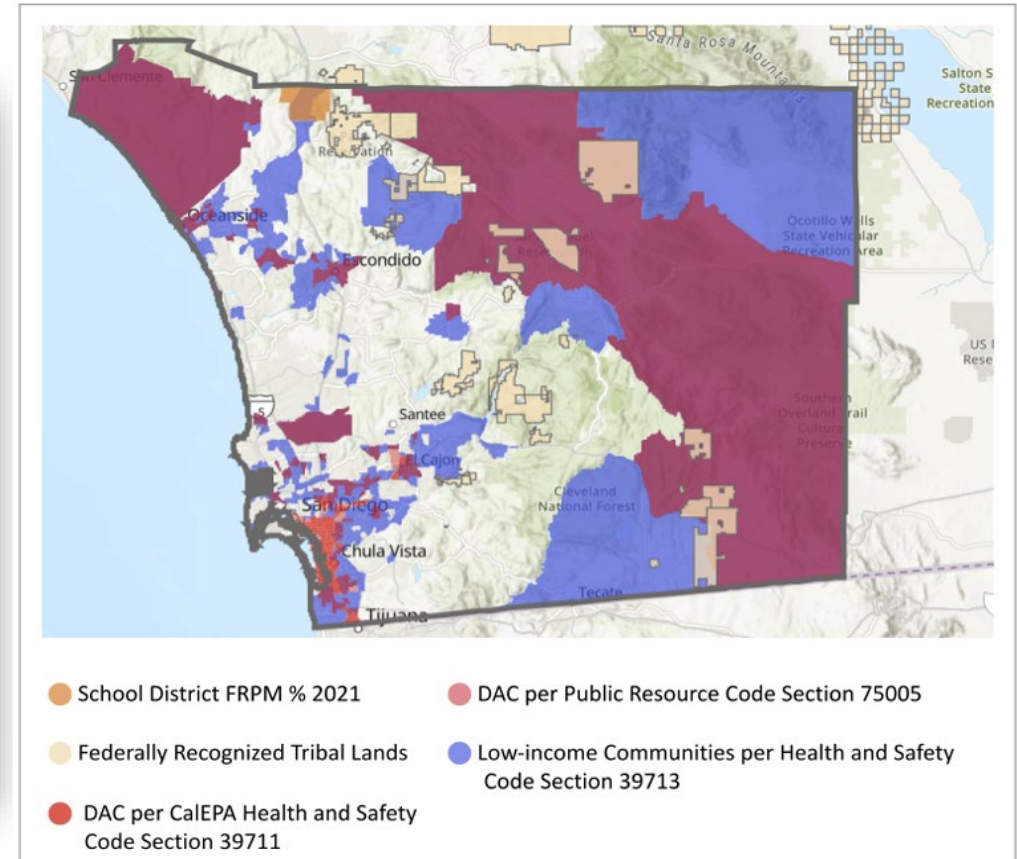 Santa Rosa Mountains
San Clemente
Salton S
State
Recreation
Reservation
Oceanside
Ocotillo Wells
State Vehicular
Recreation Area
Escondido
US I
Rese
5
Santee
Southern
Overland Trail
Culture
Preserve
El Cajon
Cleveland
National Forest
San Diego
Chula Vista
Tecate
Tijuana
School District FRPM % 2021
DAC per Public Resource Code Section 75005
Federally Recognized Tribal Lands
Low-income Communities per Health and Safety
Code Section 39713
DAC per CalEPA Health and Safety
Code Section 39711